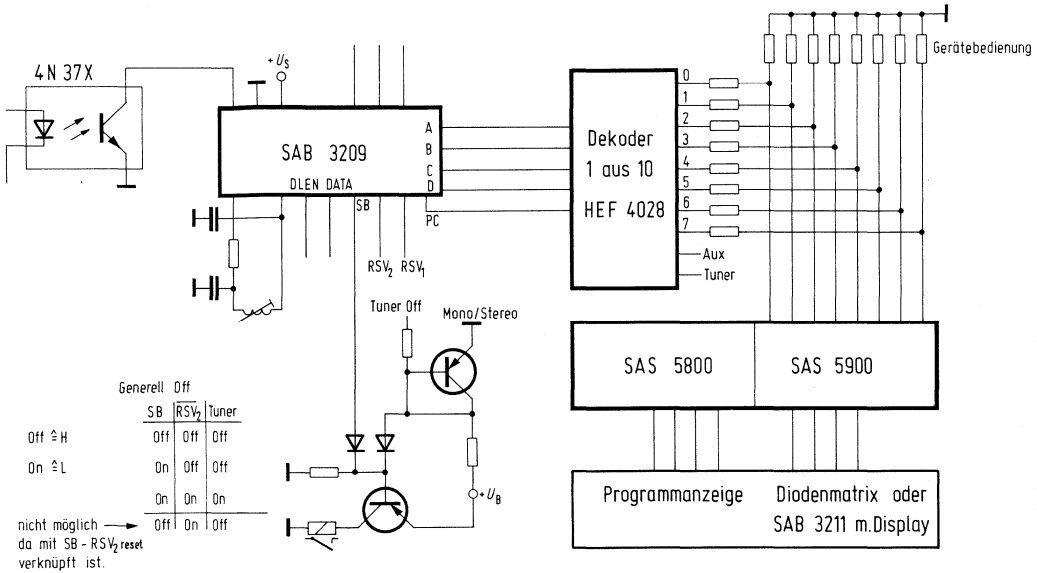 4N 37X
+U_S
SAB 3209
DLEN DATA
A
B
C
D
SB
PC
RSV₂ RSV₁
Dekoder
1 aus 10
HEF 4028
0
1
2
3
4
5
6
7
Aux
Tuner
Gerätebedienung
Tuner Off
Mono/Stereo
+U_B
SAS 5800
SAS 5900
Programmanzeige
Diodenmatrix oder
SAB 3211 m.Display
Generell Off
SB R̅S̅V̅₂ Tuner
Off ≙ H
Off Off Off
On ≙ L
On Off Off
On On On
Off On Off
nicht möglich
da mit SB - RSV₂ reset
verknüpft ist.